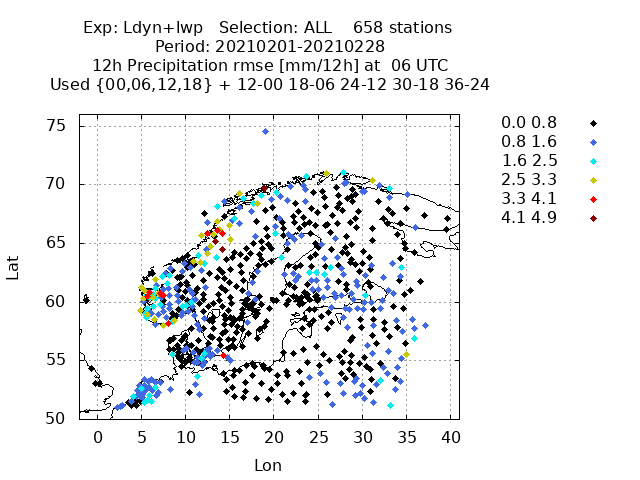 Exp: Ldyn+lwp   Selection: ALL    658 stations
Period: 20210201-20210228
12h Precipitation rmse [mm/12h] at  06 UTC
Used {00,06,12,18} + 12-00 18-06 24-12 30-18 36-24
0.0 0.8
0.8 1.6
1.6 2.5
2.5 3.3
3.3 4.1
4.1 4.9
Lat
75
70
65
60
55
50
0 5 10 15 20 25 30 35 40
Lon